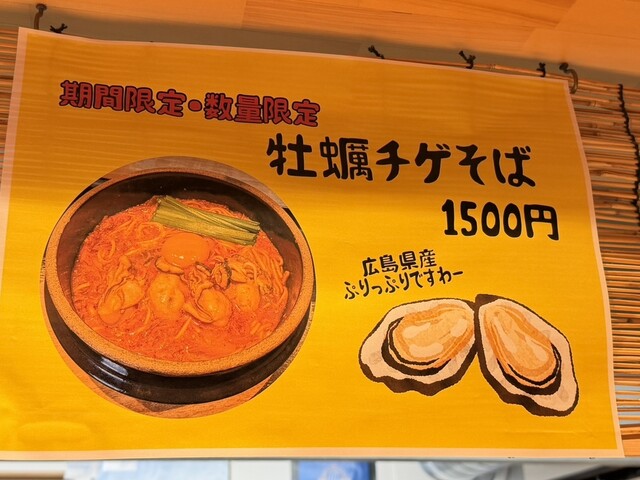 期間限定・数量限定
牡蠣チゲそば
1500円
広島県産
ぷりっぷりですわー